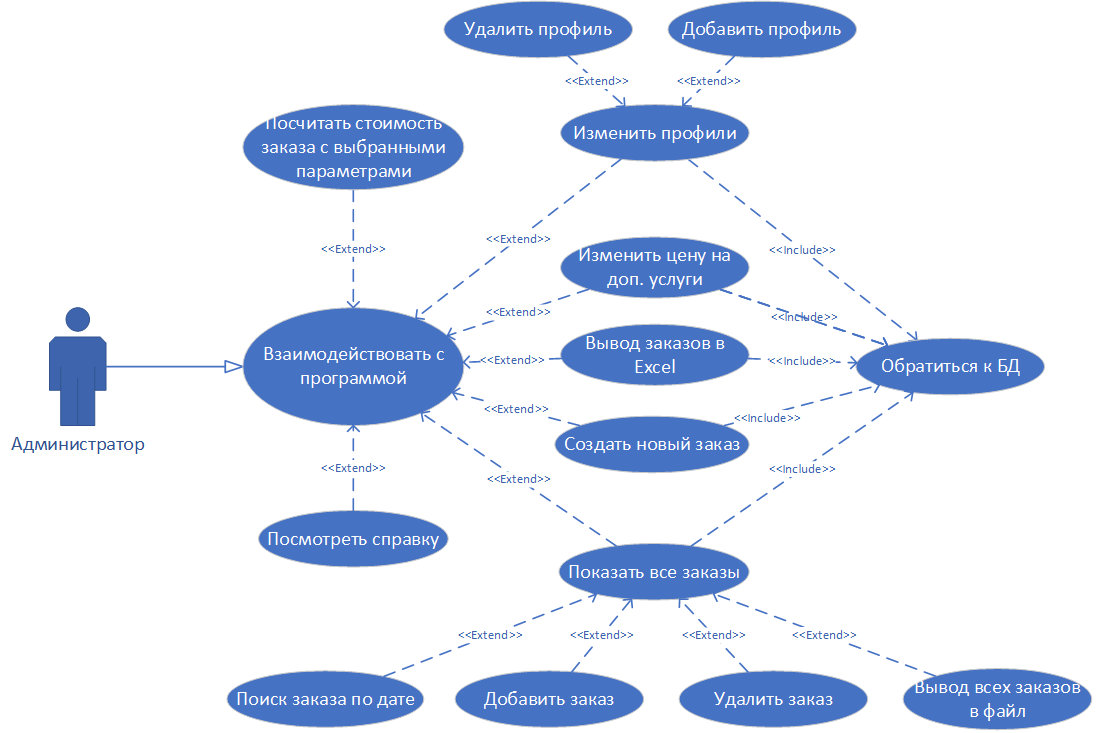 Удалить профиль
Добавить профиль
<<Extend>>
<<Extend>>
Посчитать стоимость
заказа с выбранными
параметрами
Изменить профили
<<Extend>>
<<Extend>>
<<Include>>
Изменить цену на
доп. услуги
<<Extend>>
<<Include>>
Взаимодействовать с
программой
<<Extend>>
Вывод заказов в
Excel
<<Include>>
Обратиться к БД
Администратор
<<Extend>>
<<Include>>
Создать новый заказ
<<Extend>>
<<Extend>>
<<Include>>
Посмотреть справку
Показать все заказы
<<Extend>>
<<Extend>>
<<Extend>>
<<Extend>>
Поиск заказа по дате
Добавить заказ
Удалить заказ
Вывод всех заказов
в файл